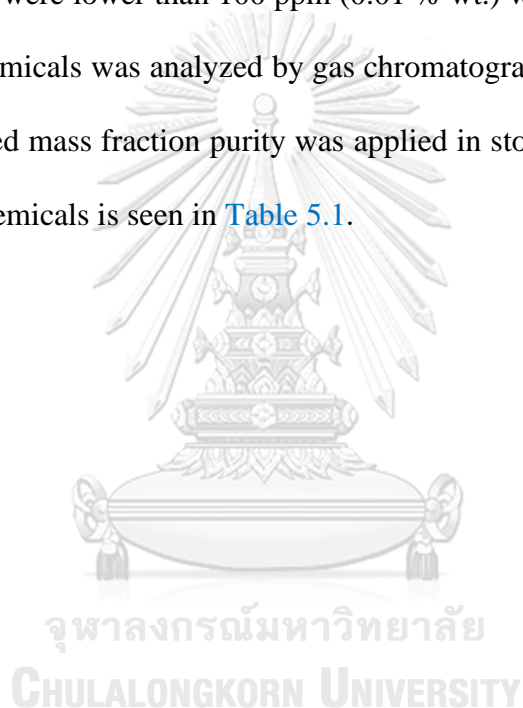 were lower than 100 ppm (0.01 % wt.)
emicals was analyzed by gas chromatogra
ed mass fraction purity was applied in sto
emicals is seen in Table 5.1.
จุฬาลงกรณ์มหาวิทยาลัย
CHULALONGKORN UNIVERSITY